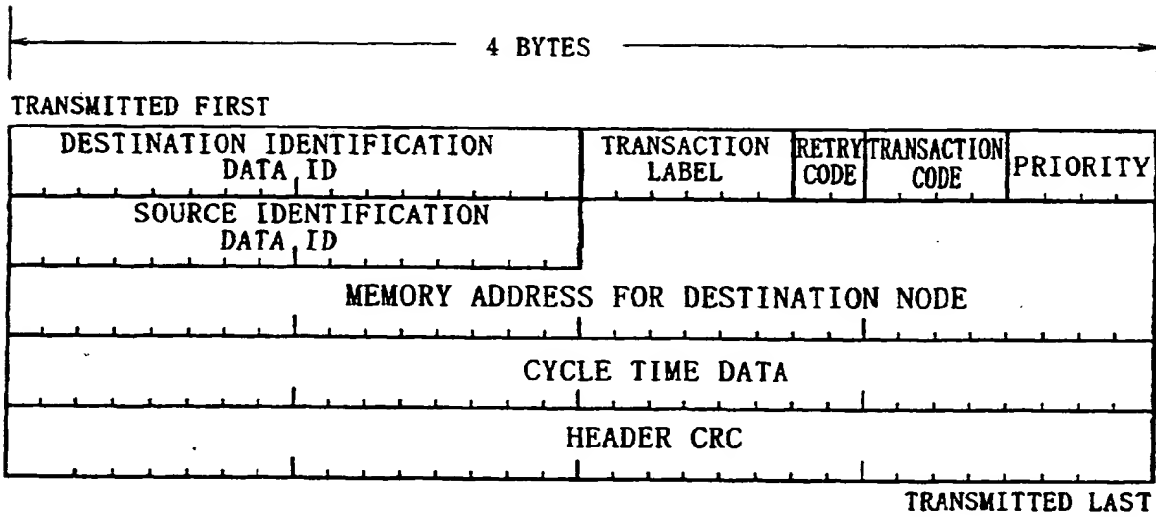 4 BYTES
TRANSMITTED FIRST
DESTINATION IDENTIFICATION
DATA ID
TRANSACTION
LABEL
RETRY
CODE
TRANSACTION
CODE
PRIORITY
SOURCE IDENTIFICATION
DATA ID
MEMORY ADDRESS FOR DESTINATION NODE
CYCLE TIME DATA
HEADER CRC
TRANSMITTED LAST